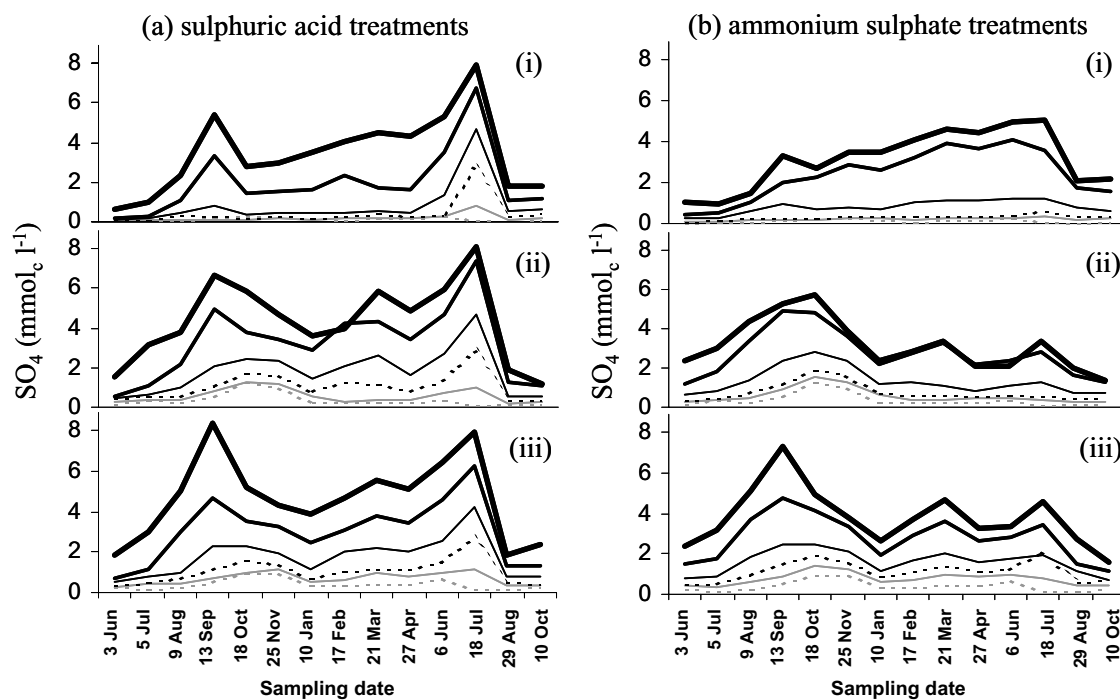 (a) sulphuric acid treatments
(b) ammonium sulphate treatments
(i)
8
6
4
2
0
(i)
8
6
4
2
0
SO4 (mmolc l-1)
(ii)
8
6
4
2
0
SO4 (mmolc l-1)
(ii)
8
6
4
2
0
(iii)
8
6
4
2
0
(iii)
8
6
4
2
0
3 Jun
5 Jul
9 Aug
13 Sep
18 Oct
25 Nov
10 Jan
17 Feb
21 Mar
27 Apr
6 Jun
18 Jul
29 Aug
10 Oct
Sampling date
3 Jun
5 Jul
9 Aug
13 Sep
18 Oct
25 Nov
10 Jan
17 Feb
21 Mar
27 Apr
6 Jun
18 Jul
29 Aug
10 Oct
Sampling date